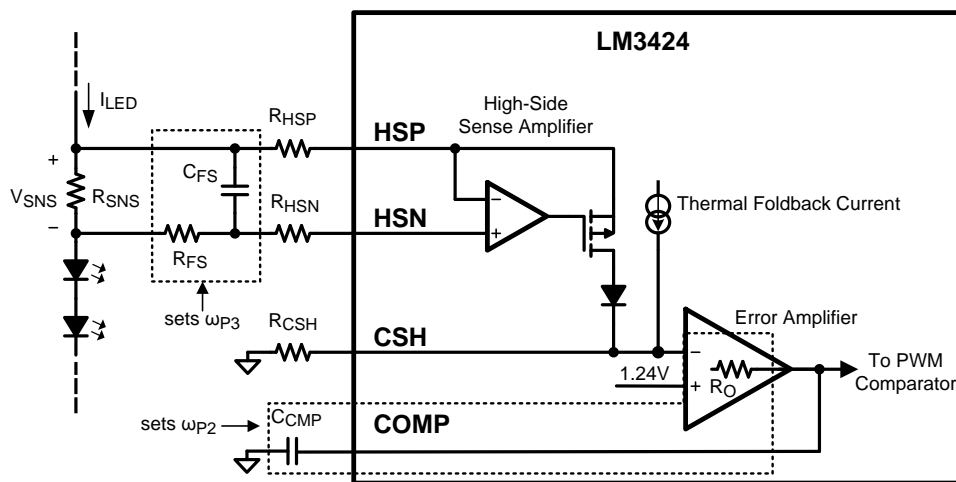 LM3424
I_LED
R_HSP
HSP
High-Side
Sense Amplifier
+
V_SNS
R_SNS
−
C_FS
R_HSN
HSN
−
+
Thermal Foldback Current
R_FS
sets ω_P3
R_CSH
CSH
Error Amplifier
−
1.24V
+
R_O
To PWM
Comparator
sets ω_P2
C_CMP
COMP